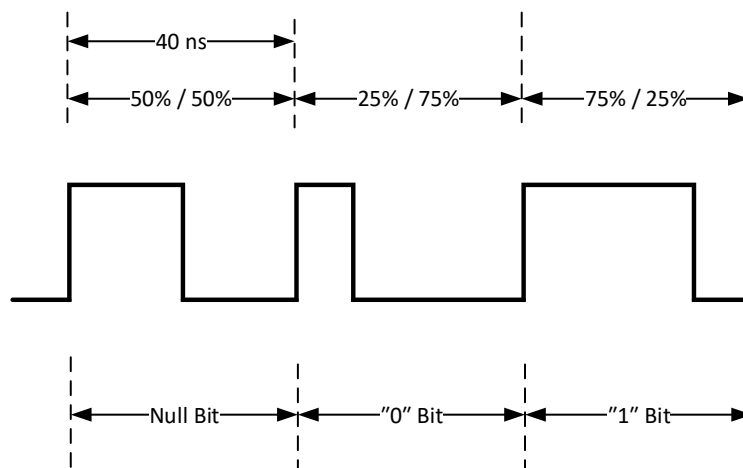 40 ns
50% / 50% 25% / 75% 75% / 25%
Null Bit ”0” Bit ”1” Bit